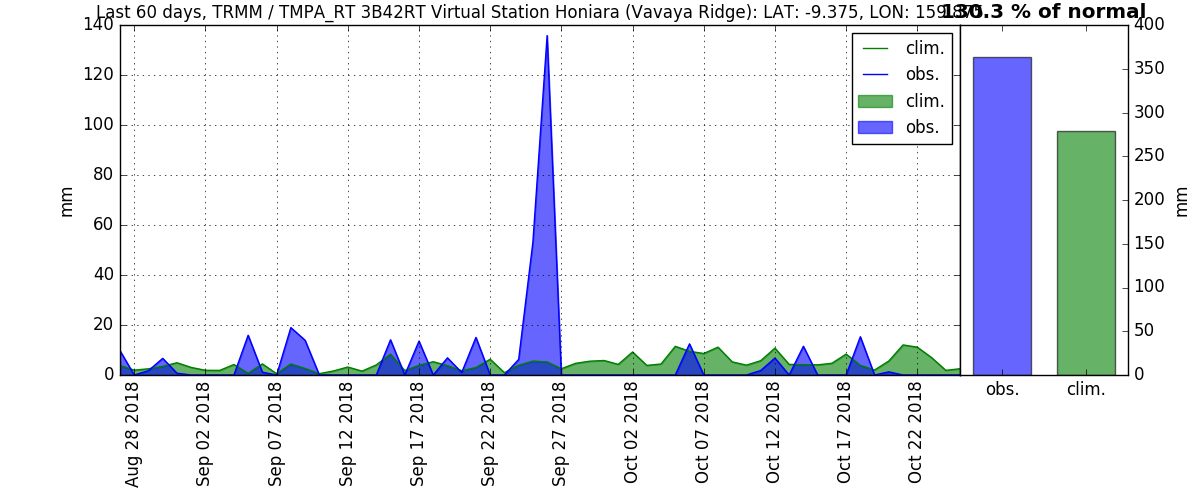 Last 60 days, TRMM / TMPA_RT 3B42RT Virtual Station Honiara (Vavaya Ridge): LAT: -9.375, LON:
130.3 % of normal
140
120
100
80
60
40
20
0
mm
clim.
obs.
clim.
obs.
400
350
300
250
200
150
100
50
0
mm
obs.
clim.
Aug 28 2018
Sep 02 2018
Sep 07 2018
Sep 12 2018
Sep 17 2018
Sep 22 2018
Sep 27 2018
Oct 02 2018
Oct 07 2018
Oct 12 2018
Oct 17 2018
Oct 22 2018